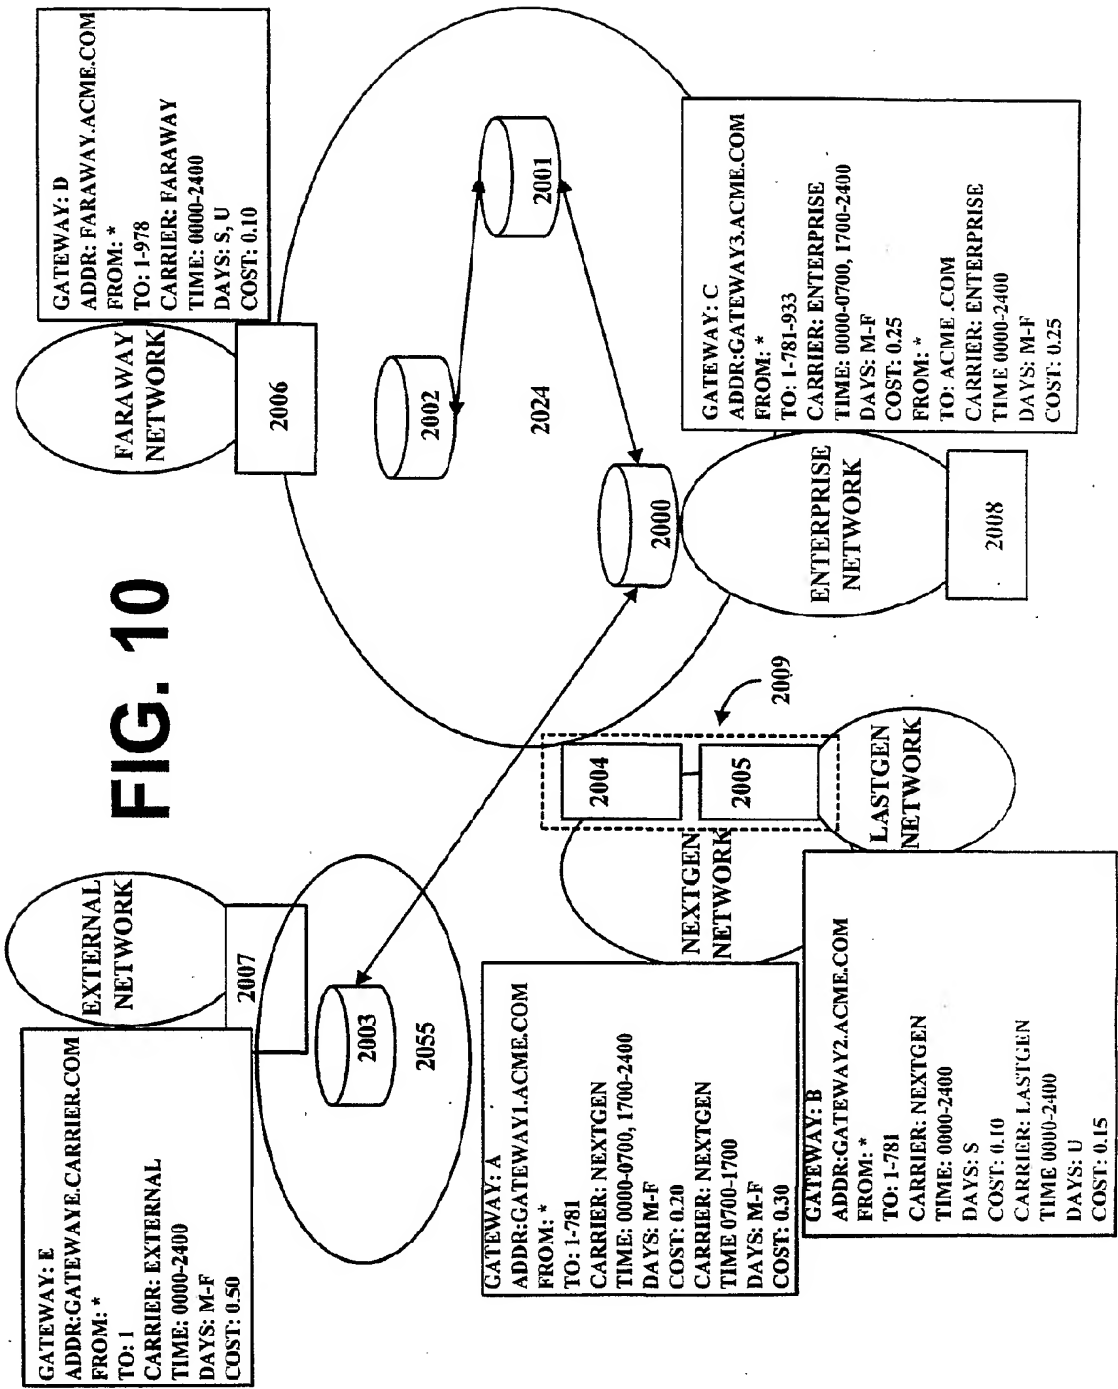 FIG. 10
GATEWAY: E
ADDR:GATEWAYE.CARRIER.COM
FROM: *
TO: 1
CARRIER: EXTERNAL
TIME: 0000-2400
DAYS: M-F
COST: 0.50
EXTERNAL
NETWORK
2007
2003
2055
GATEWAY: D
ADDR: FARAWAY.ACME.COM
FROM: *
TO: 1-978
CARRIER: FARAWAY
TIME: 0000-2400
DAYS: S, U
COST: 0.10
FARAWAY
NETWORK
2006
2002
2001
2024
2000
GATEWAY: A
ADDR:GATEWAY1.ACME.COM
FROM: *
TO: 1-781
CARRIER: NEXTGEN
TIME: 0000-0700, 1700-2400
DAYS: M-F
COST: 0.20
CARRIER: NEXTGEN
TIME 0700-1700
DAYS: M-F
COST: 0.30
NEXTGEN
NETWORK
2004
2005
2009
LASTGEN
NETWORK
GATEWAY: B
ADDR:GATEWAY2.ACME.COM
FROM: *
TO: 1-781
CARRIER: NEXTGEN
TIME: 0000-2400
DAYS: S
COST: 0.10
CARRIER: LASTGEN
TIME 0000-2400
DAYS: U
COST: 0.15
ENTERPRISE
NETWORK
2008
GATEWAY: C
ADDR:GATEWAY3.ACME.COM
FROM: *
TO: 1-781-933
CARRIER: ENTERPRISE
TIME: 0000-0700, 1700-2400
DAYS: M-F
COST: 0.25
FROM: *
TO: ACME.COM
CARRIER: ENTERPRISE
TIME 0000-2400
DAYS: M-F
COST: 0.25